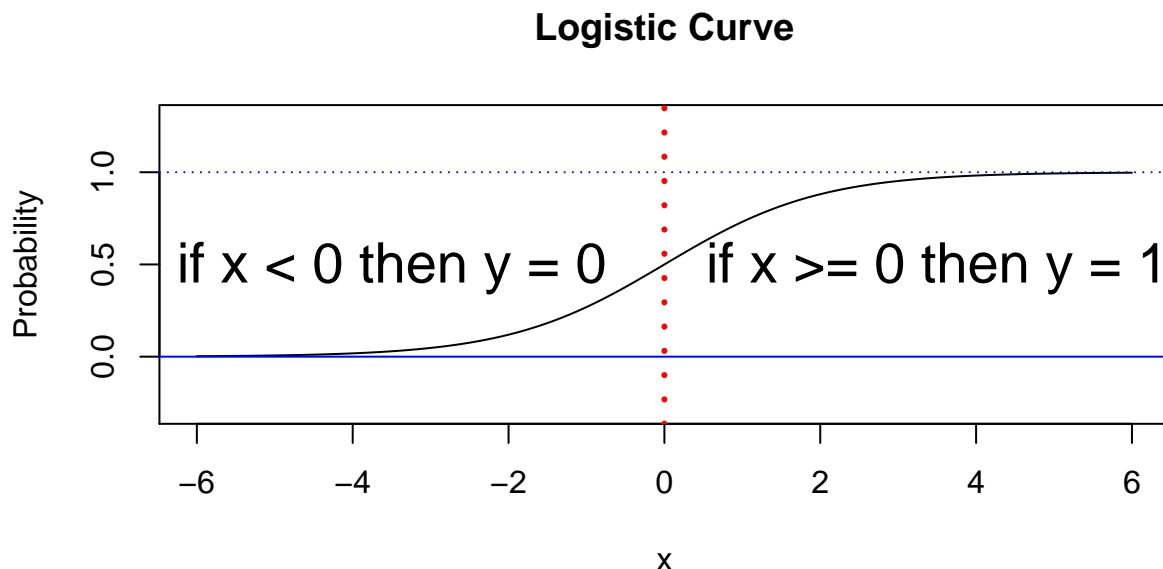 Logistic Curve
Probability
1.0
0.5
0.0
if x < 0 then y = 0
if x >= 0 then y = 1
−6 −4 −2 0 2 4 6
x